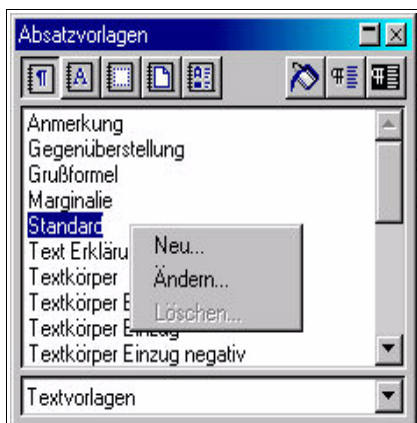 Absatzvorlagen
Anmerkung
Gegenüberstellung
Grußformel
Marginalie
Standard
Text Erkläru
Textkörper
Textkörper E
Textkörper Einzug
Textkörper Einzug negativ
Neu...
Ändern...
Löschen...
Textvorlagen